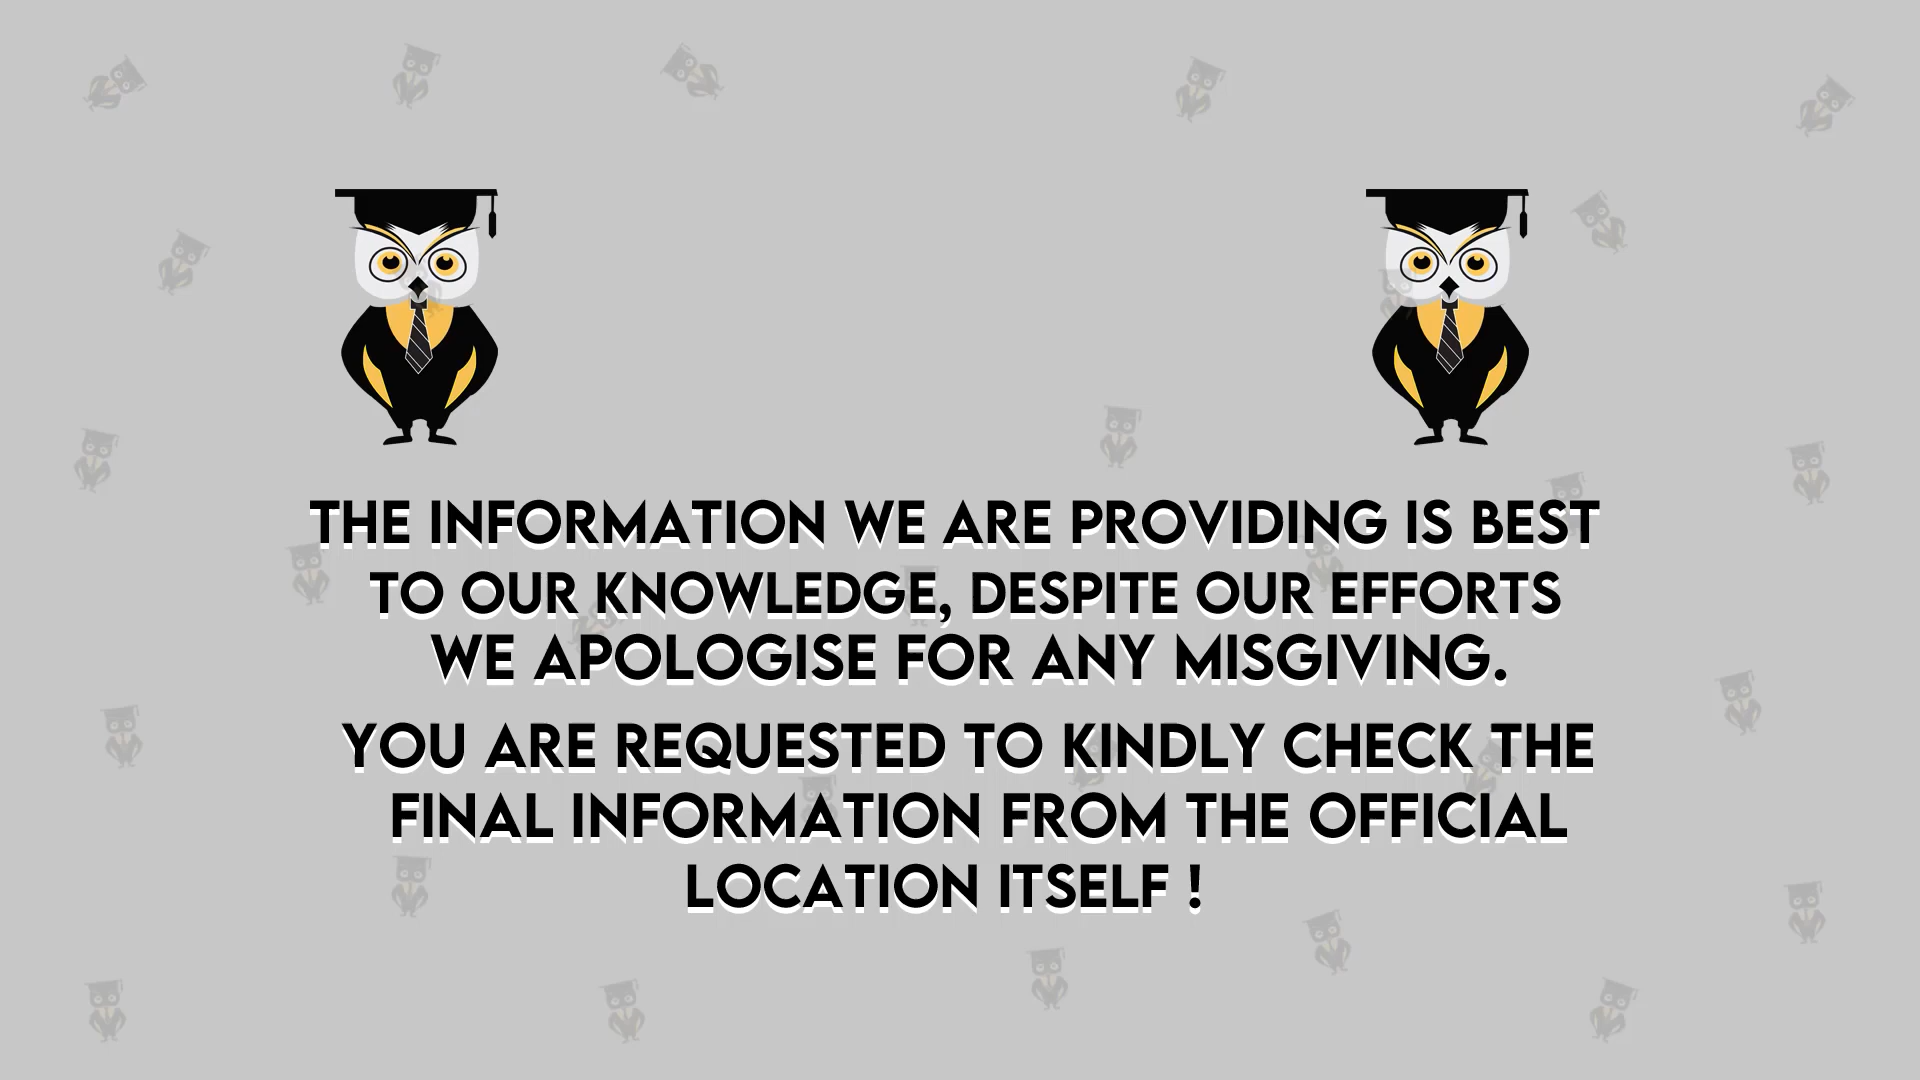 THE INFORMATION WE ARE PROVIDING IS BEST
TO OUR KNOWLEDGE, DESPITE OUR EFFORTS
WE APOLOGISE FOR ANY MISGIVING.
YOU ARE REQUESTED TO KINDLY CHECK THE
FINAL INFORMATION FROM THE OFFICIAL
LOCATION ITSELF !